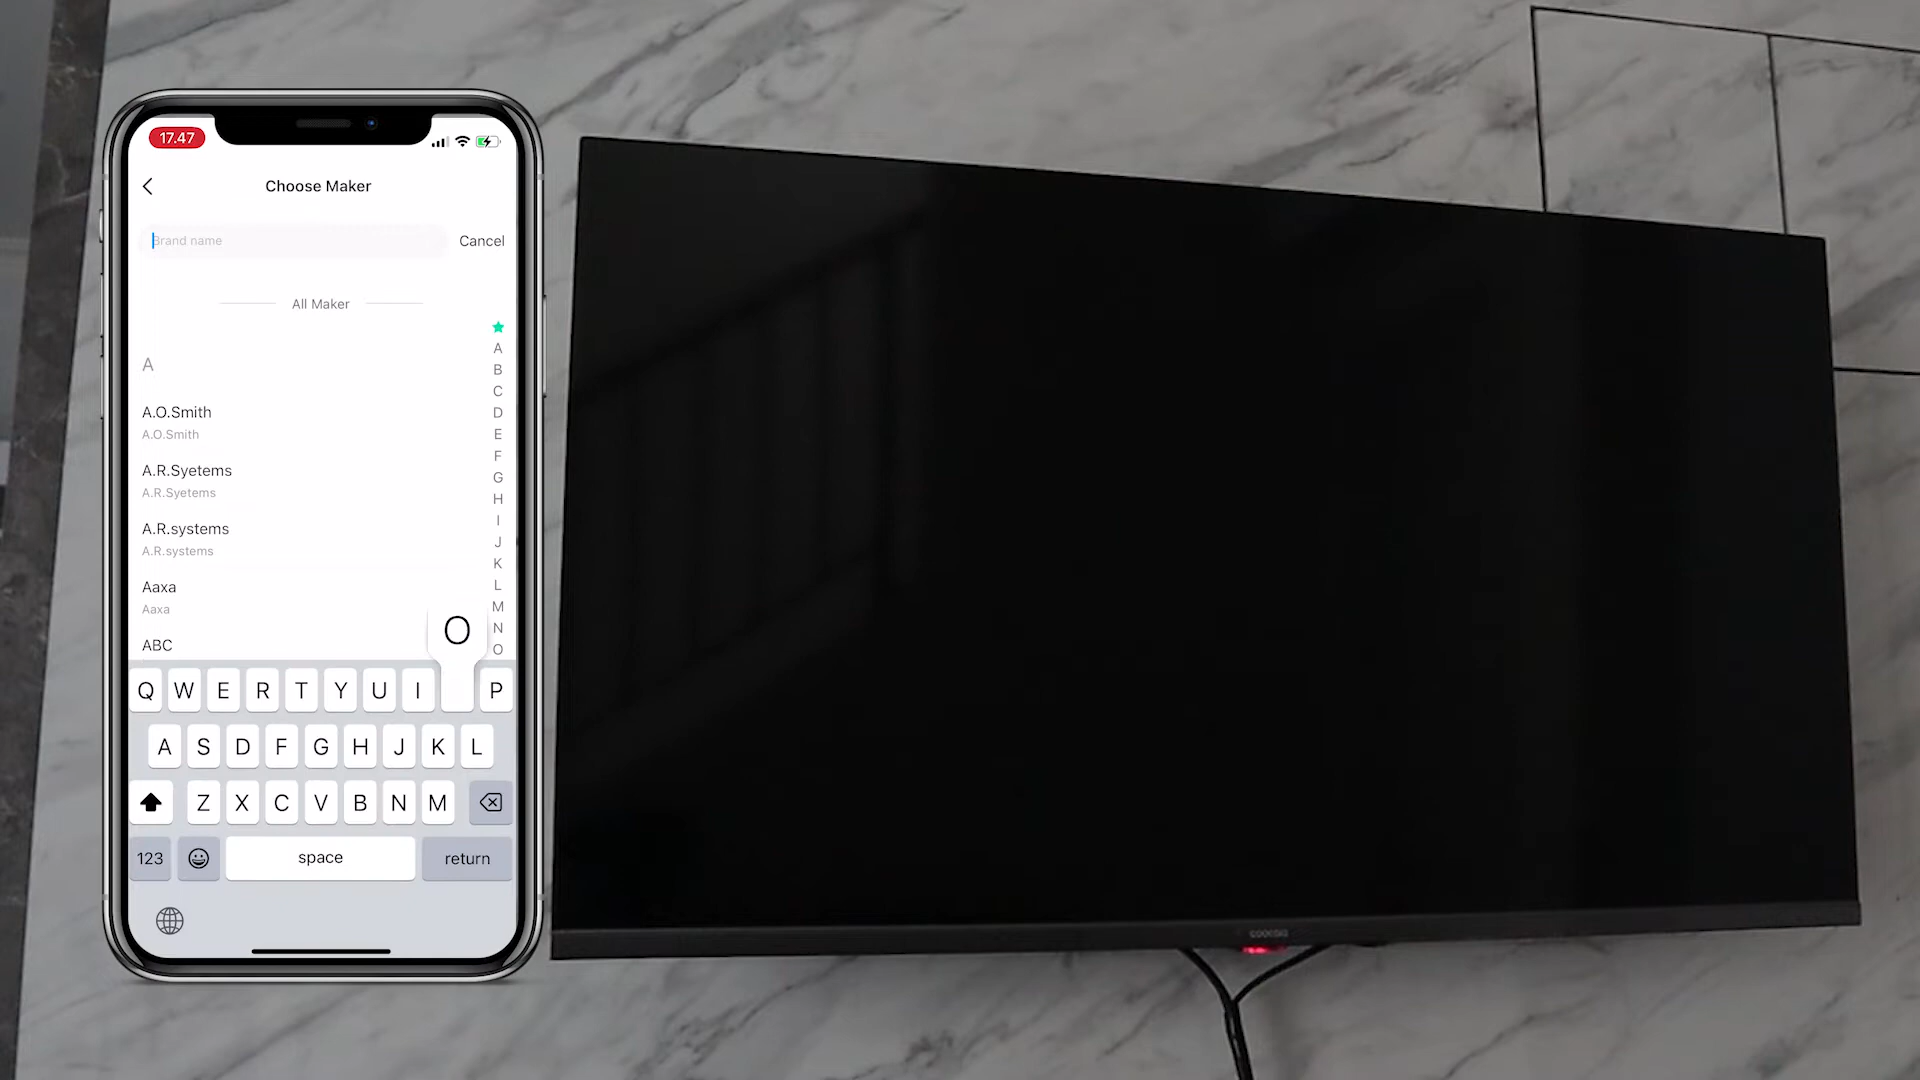 17.47
Choose Maker
Brand name
Cancel
All Maker
A
A.O.Smith
A.O.Smith
A.R.Syetems
A.R.Syetems
A.R.systems
A.R.systems
Aaxa
Aaxa
ABC
A
B
C
D
E
F
G
H
I
J
K
L
M
N
O
O
Q W E R T Y U I P
A S D F G H J K L
Z X C V B N M
123 space return
coocaa